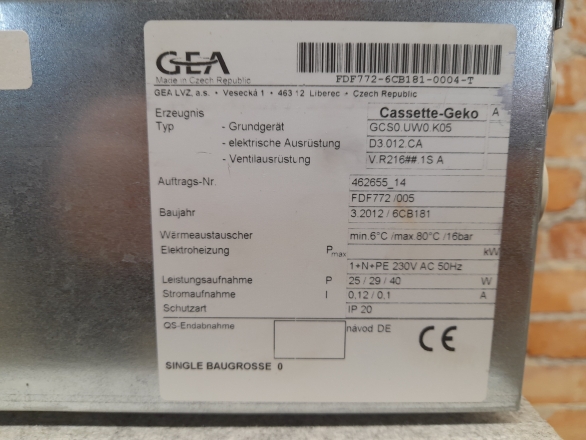 GEA
Made in Czech Republic
FDF772-6CB181-0004-T
GEA LVZ, a.s. • Vesecká 1 • 463 12 Liberec • Czech Republic
Erzeugnis Cassette-Geko A
Typ - Grundgerät GCS0.UW0.K05
- elektrische Ausrüstung D3.012.CA
- Ventilausrüstung V.R216## 1S A
Auftrags-Nr. 462655_14
FDF772 /005
Baujahr 3.2012 / 6CB181
Wärmeaustauscher min.6°C /max 80°C /16bar
Elektroheizung Pmax kW
1+N+PE 230V AC 50Hz
Leistungsaufnahme P 25 / 29 / 40 W
Stromaufnahme I 0,12 / 0,1 A
Schutzart IP 20
QS-Endabnahme návod DE CE
SINGLE BAUGROSSE 0